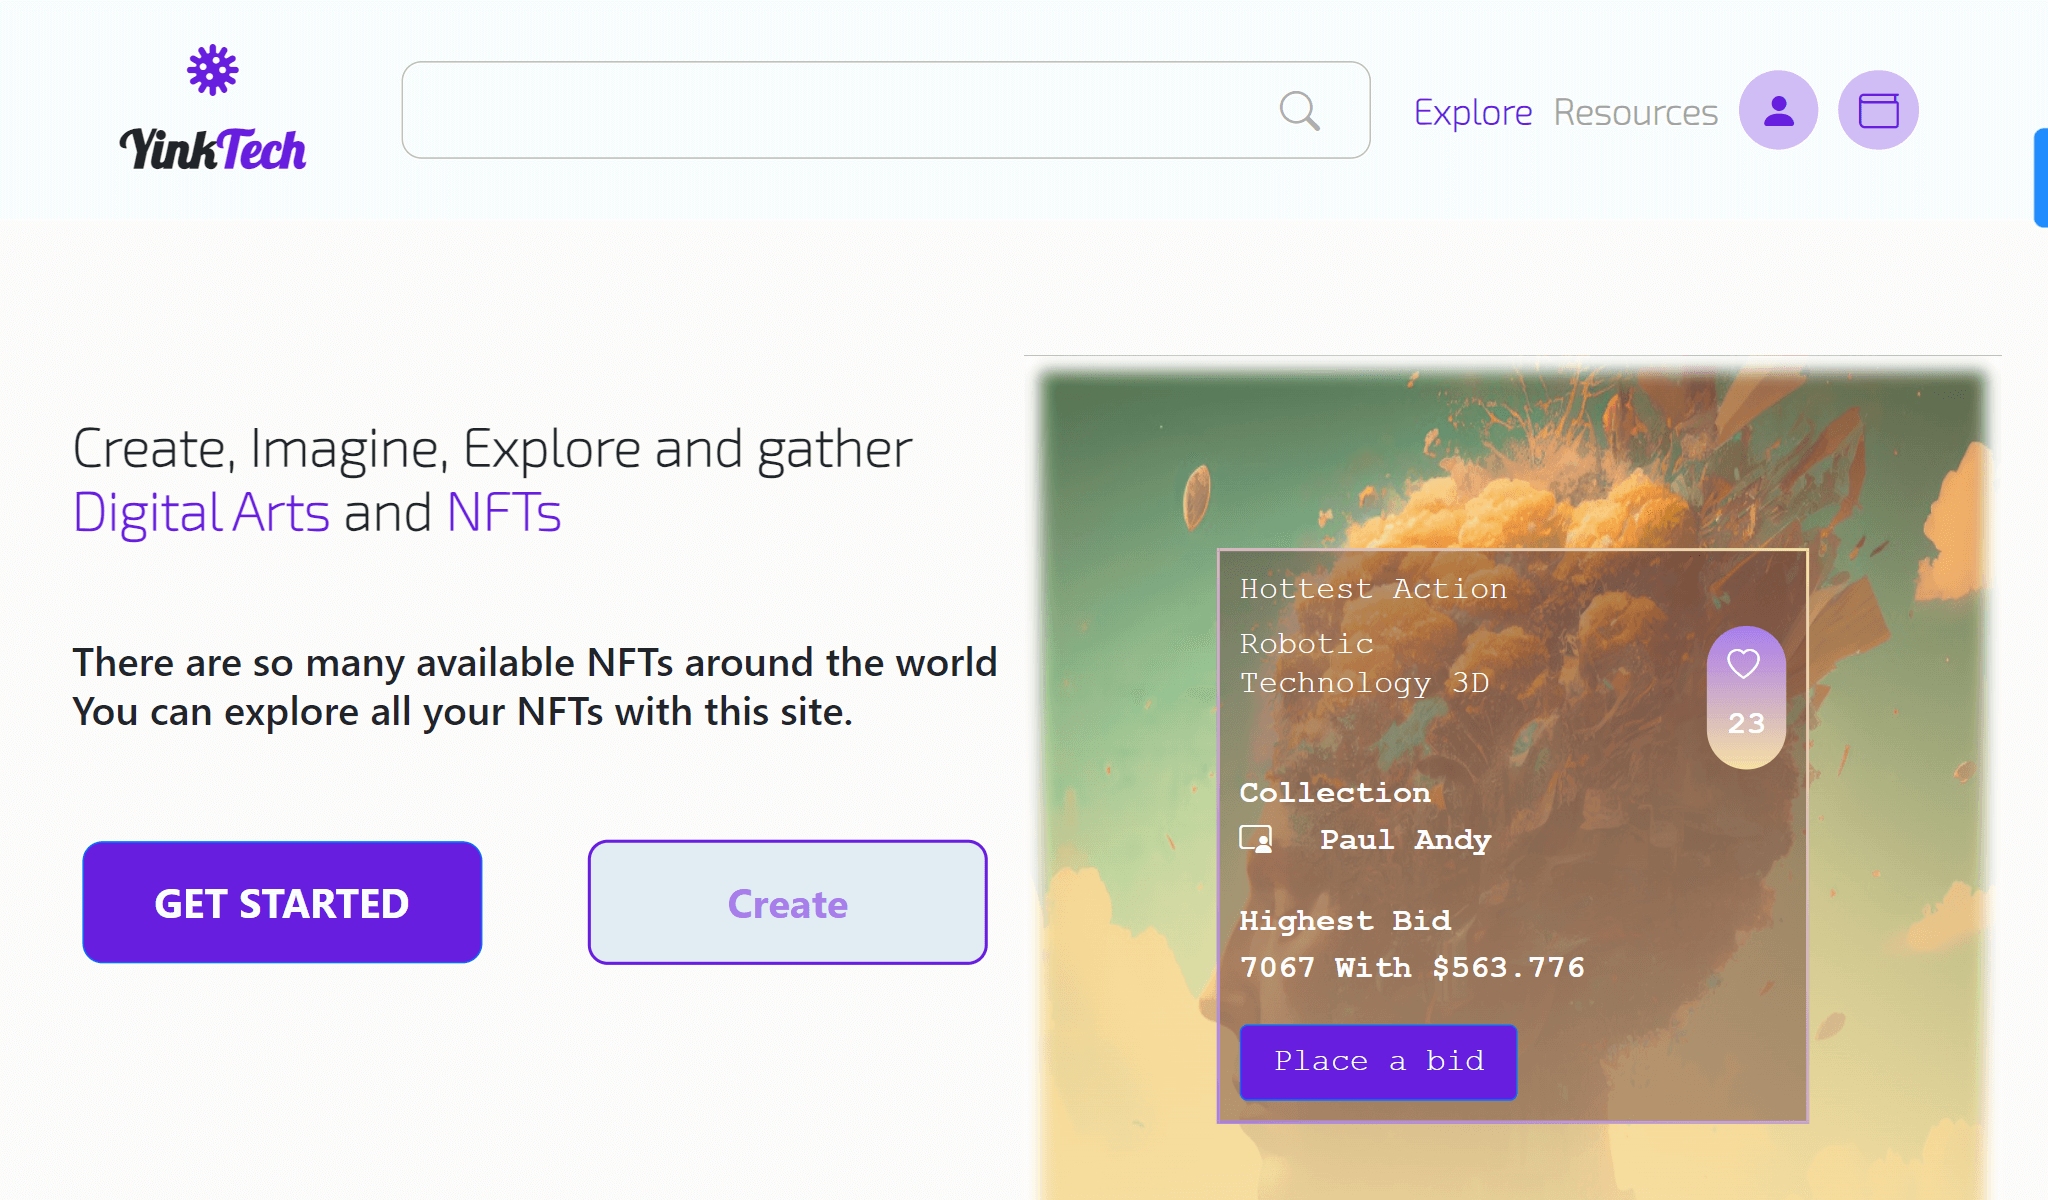 YinkTech
Explore Resources
Create, Imagine, Explore and gather
Digital Arts and NFTs
There are so many available NFTs around the world
You can explore all your NFTs with this site.
GET STARTED
Create
Hottest Action
Robotic
Technology 3D
23
Collection
Paul Andy
Highest Bid
7067 With $563.776
Place a bid